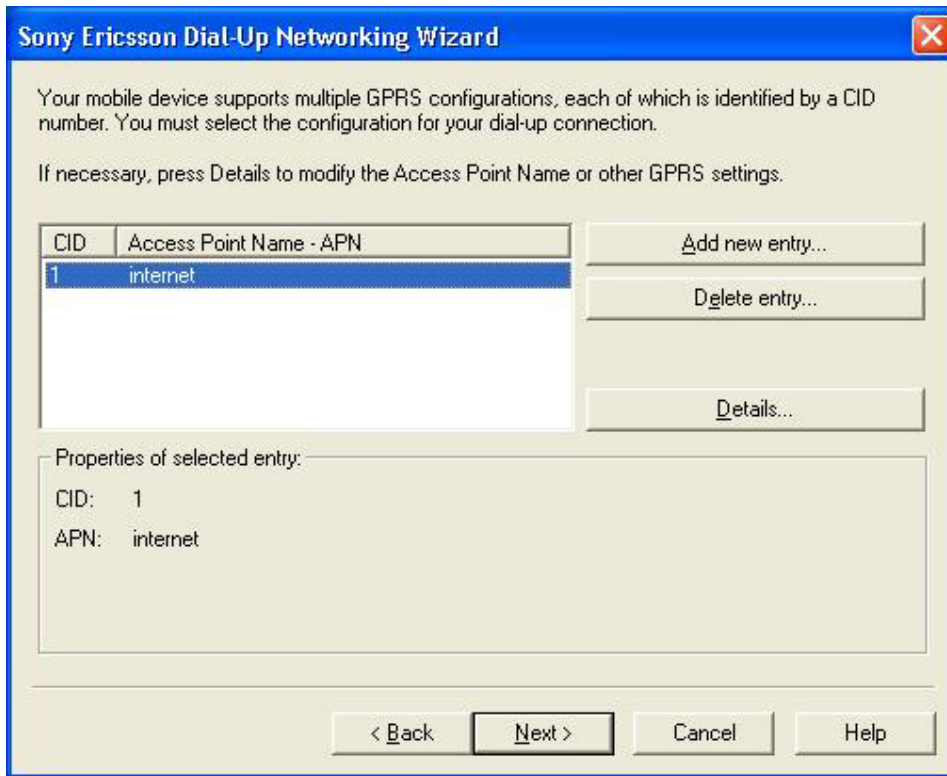 Sony Ericsson Dial-Up Networking Wizard
Your mobile device supports multiple GPRS configurations, each of which is identified by a CID
number. You must select the configuration for your dial-up connection.
If necessary, press Details to modify the Access Point Name or other GPRS settings.
CID Access Point Name - APN
1 internet
Add new entry...
Delete entry...
Details...
Properties of selected entry:
CID: 1
APN: internet
< Back Next > Cancel Help